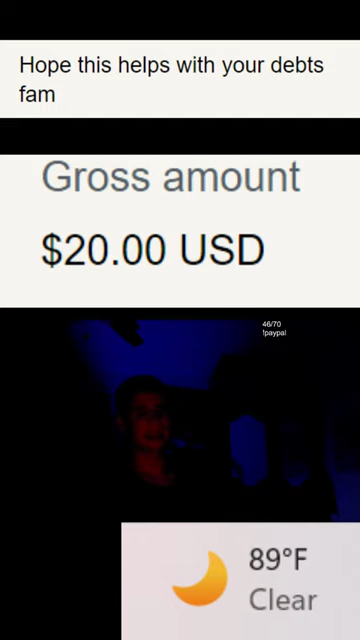 Hope this helps with your debts
fam
Gross amount
$20.00 USD
46/70
!paypal
89°F
Clear